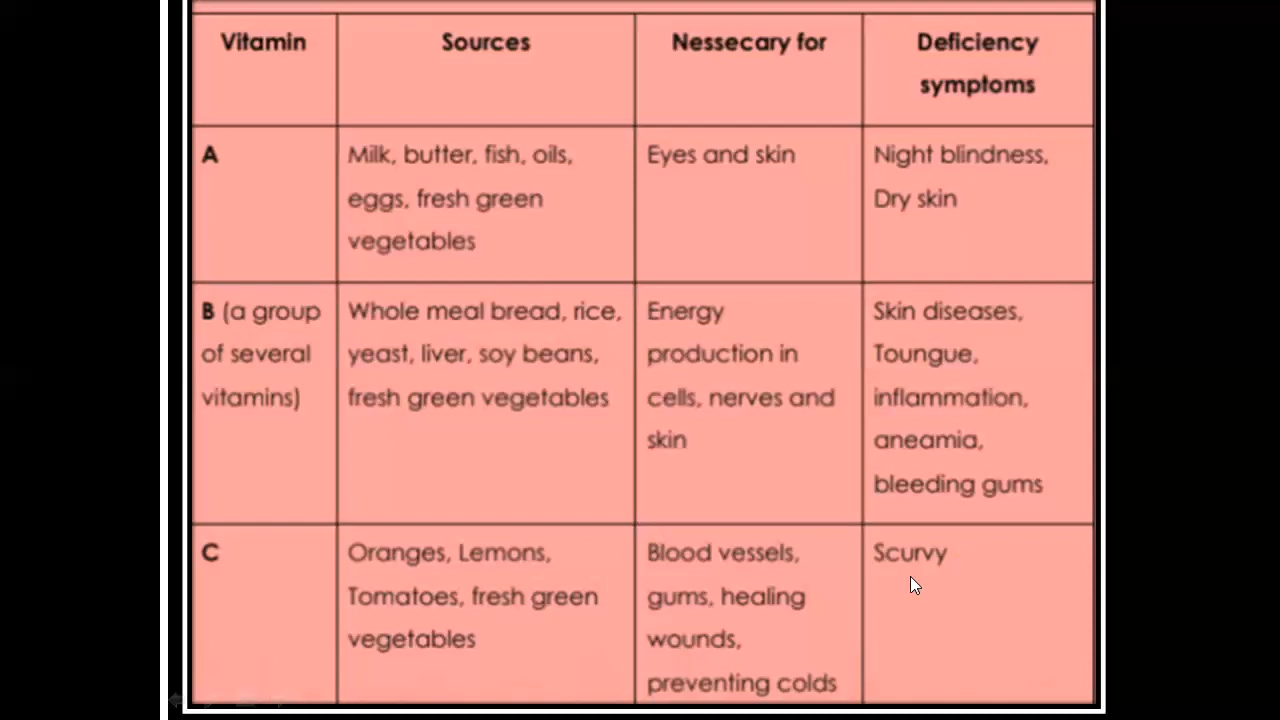 Vitamin
Sources
Nessecary for
Deficiency
symptoms
A
Milk, butter, fish, oils,
eggs, fresh green
vegetables
Eyes and skin
Night blindness,
Dry skin
B (a group
of several
vitamins)
Whole meal bread, rice,
yeast, liver, soy beans,
fresh green vegetables
Energy
production in
cells, nerves and
skin
Skin diseases,
Toungue,
inflammation,
aneamia,
bleeding gums
C
Oranges, Lemons,
Tomatoes, fresh green
vegetables
Blood vessels,
gums, healing
wounds,
preventing colds
Scurvy